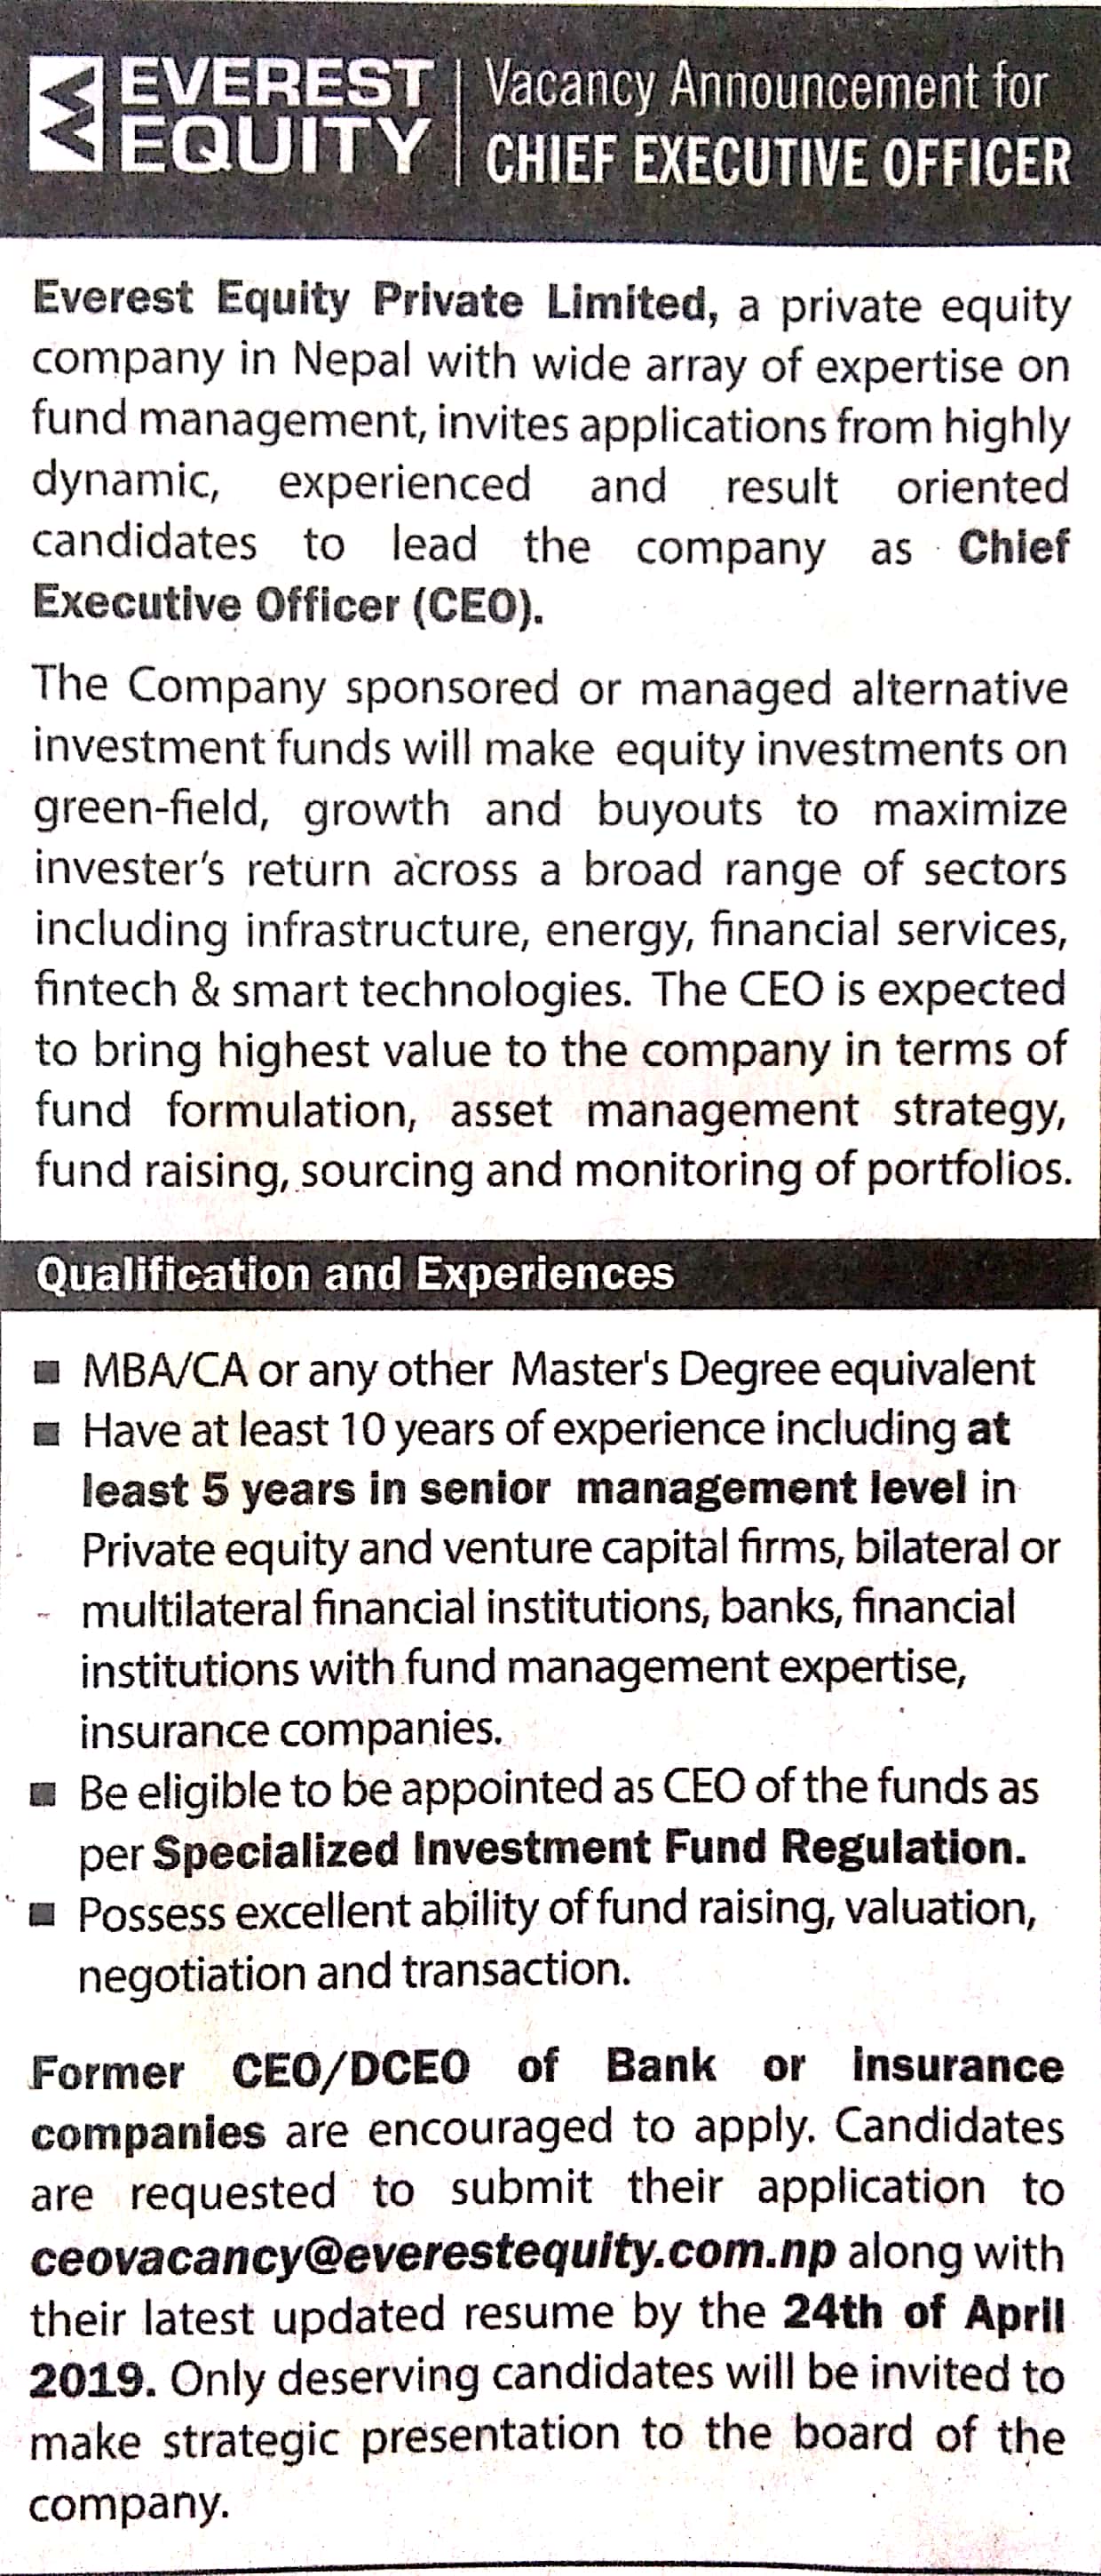 EVEREST
EQUITY
Vacancy Announcement for
CHIEF EXECUTIVE OFFICER
Everest Equity Private Limited, a private equity
company in Nepal with wide array of expertise on
fund management, invites applications from highly
dynamic, experienced and result oriented
candidates to lead the company as Chief
Executive Officer (CEO).
The Company sponsored or managed alternative
investment funds will make equity investments on
green-field, growth and buyouts to maximize
invester's return across a broad range of sectors
including infrastructure, energy, financial services,
fintech & smart technologies. The CEO is expected
to bring highest value to the company in terms of
fund formulation, asset management strategy,
fund raising, sourcing and monitoring of portfolios.
Qualification and Experiences
■ MBA/CA or any other Master's Degree equivalent
■ Have at least 10 years of experience including at
least 5 years in senior management level in
Private equity and venture capital firms, bilateral or
multilateral financial institutions, banks, financial
institutions with fund management expertise,
insurance companies.
■ Be eligible to be appointed as CEO of the funds as
per Specialized Investment Fund Regulation.
■ Possess excellent ability of fund raising, valuation,
negotiation and transaction.
Former CEO/DCEO of Bank or insurance
companies are encouraged to apply. Candidates
are requested to submit their application to
ceovacancy@everestequity.com.np along with
their latest updated resume by the 24th of April
2019. Only deserving candidates will be invited to
make strategic presentation to the board of the
company.